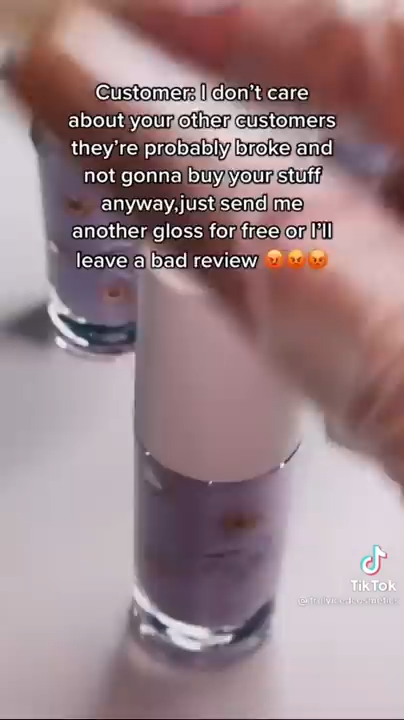 Customer: I don't care
about your other customers
they're probably broke and
not gonna buy your stuff
anyway,just send me
another gloss for free or I'll
leave a bad review 😡😡😡
TikTok